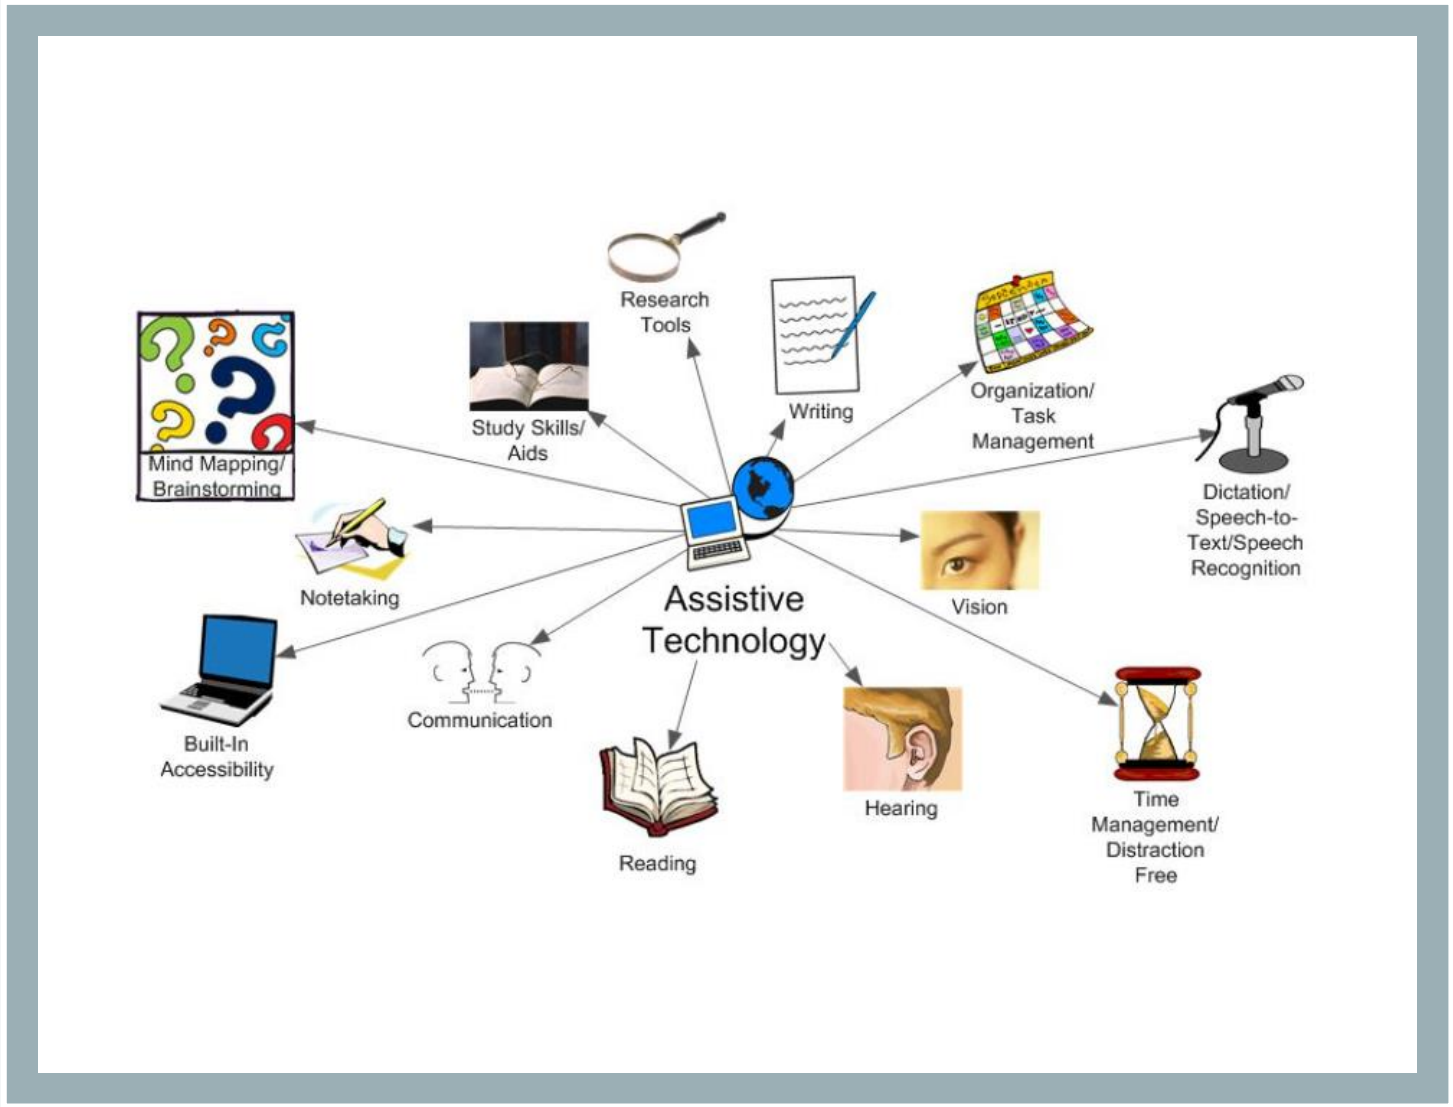 Research
Tools
Writing
Organization/
Task
Management
Study Skills/
Aids
Mind Mapping/
Brainstorming
Dictation/
Speech-to-
Text/Speech
Recognition
Notetaking
Vision
Assistive
Technology
Communication
Built-In
Accessibility
Reading
Hearing
Time
Management/
Distraction
Free